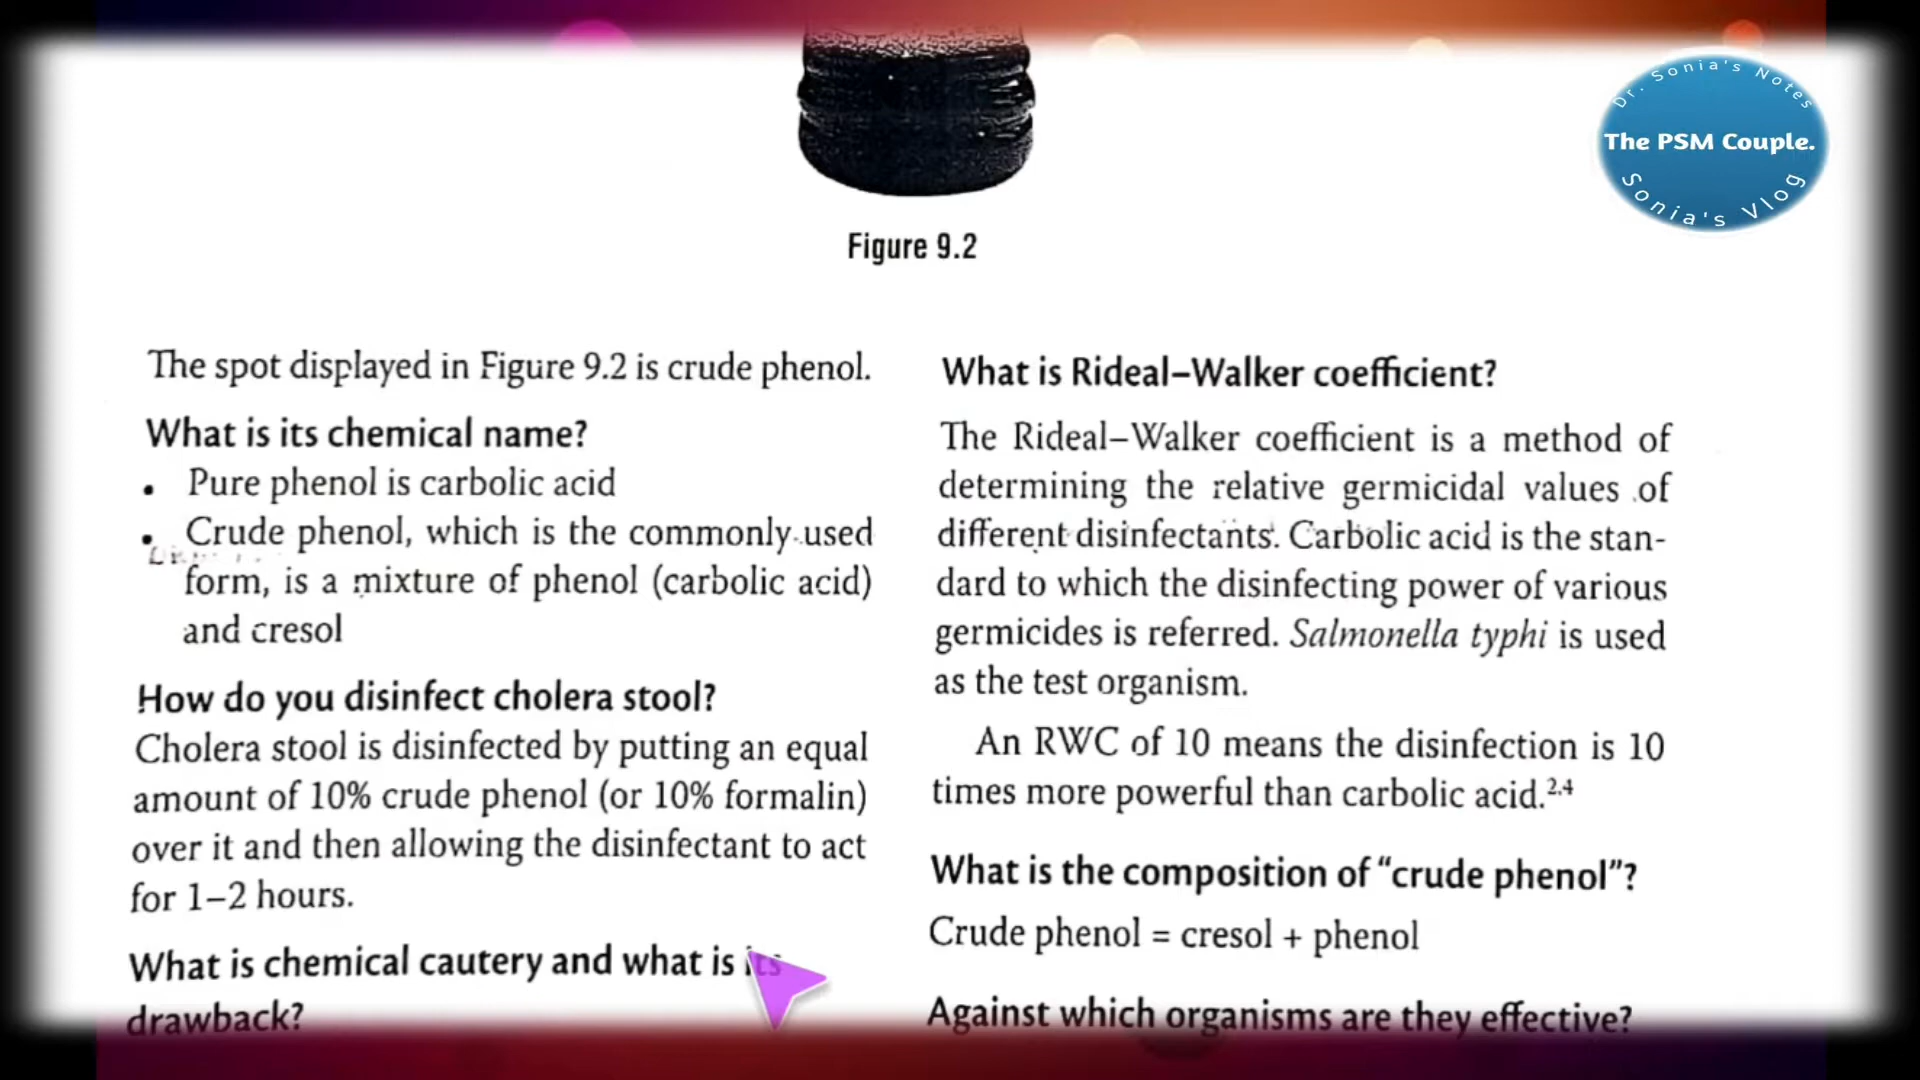 Dr. Sonia's Notes
The PSM Couple.
Sonia's Vlog
Figure 9.2
The spot displayed in Figure 9.2 is crude phenol.
What is its chemical name?
• Pure phenol is carbolic acid
• Crude phenol, which is the commonly used
form, is a mixture of phenol (carbolic acid)
and cresol
How do you disinfect cholera stool?
Cholera stool is disinfected by putting an equal
amount of 10% crude phenol (or 10% formalin)
over it and then allowing the disinfectant to act
for 1–2 hours.
What is chemical cautery and what is its
drawback?
What is Rideal–Walker coefficient?
The Rideal–Walker coefficient is a method of
determining the relative germicidal values of
different disinfectants. Carbolic acid is the stan-
dard to which the disinfecting power of various
germicides is referred. Salmonella typhi is used
as the test organism.
An RWC of 10 means the disinfection is 10
times more powerful than carbolic acid.2,4
What is the composition of “crude phenol”?
Crude phenol = cresol + phenol
Against which organisms are they effective?